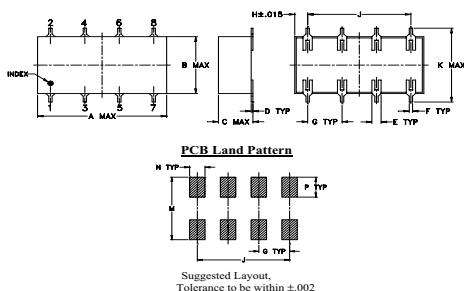 2 4 6 8
INDEX
1 3 5 7
A MAX
B MAX
C MAX
D TYP
H±.015
J
K MAX
G TYP
E TYP
F TYP
PCB Land Pattern
N TYP
P TYP
M
G TYP
J
Suggested Layout,
Tolerance to be within ±.002